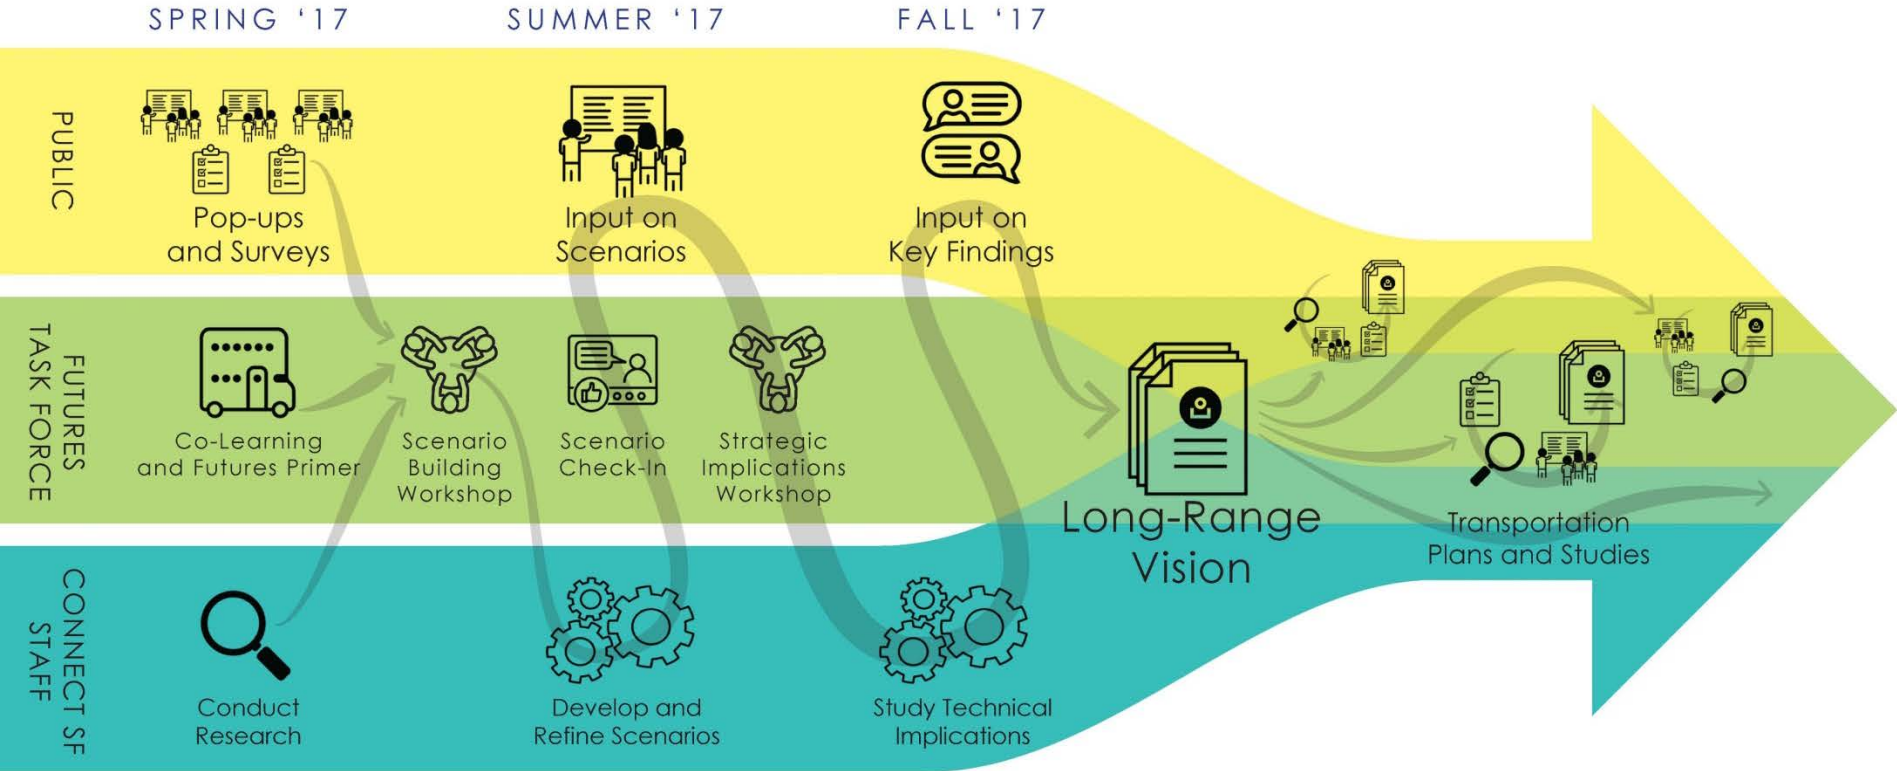 SPRING ‘17
SUMMER ‘17
FALL ‘17
PUBLIC
Pop-ups
and Surveys
Input on
Scenarios
Input on
Key Findings
FUTURES
TASK FORCE
Co-Learning
and Futures Primer
Scenario
Building
Workshop
Scenario
Check-In
Strategic
Implications
Workshop
Long-Range
Vision
Transportation
Plans and Studies
CONNECT SF
STAFF
Conduct
Research
Develop and
Refine Scenarios
Study Technical
Implications